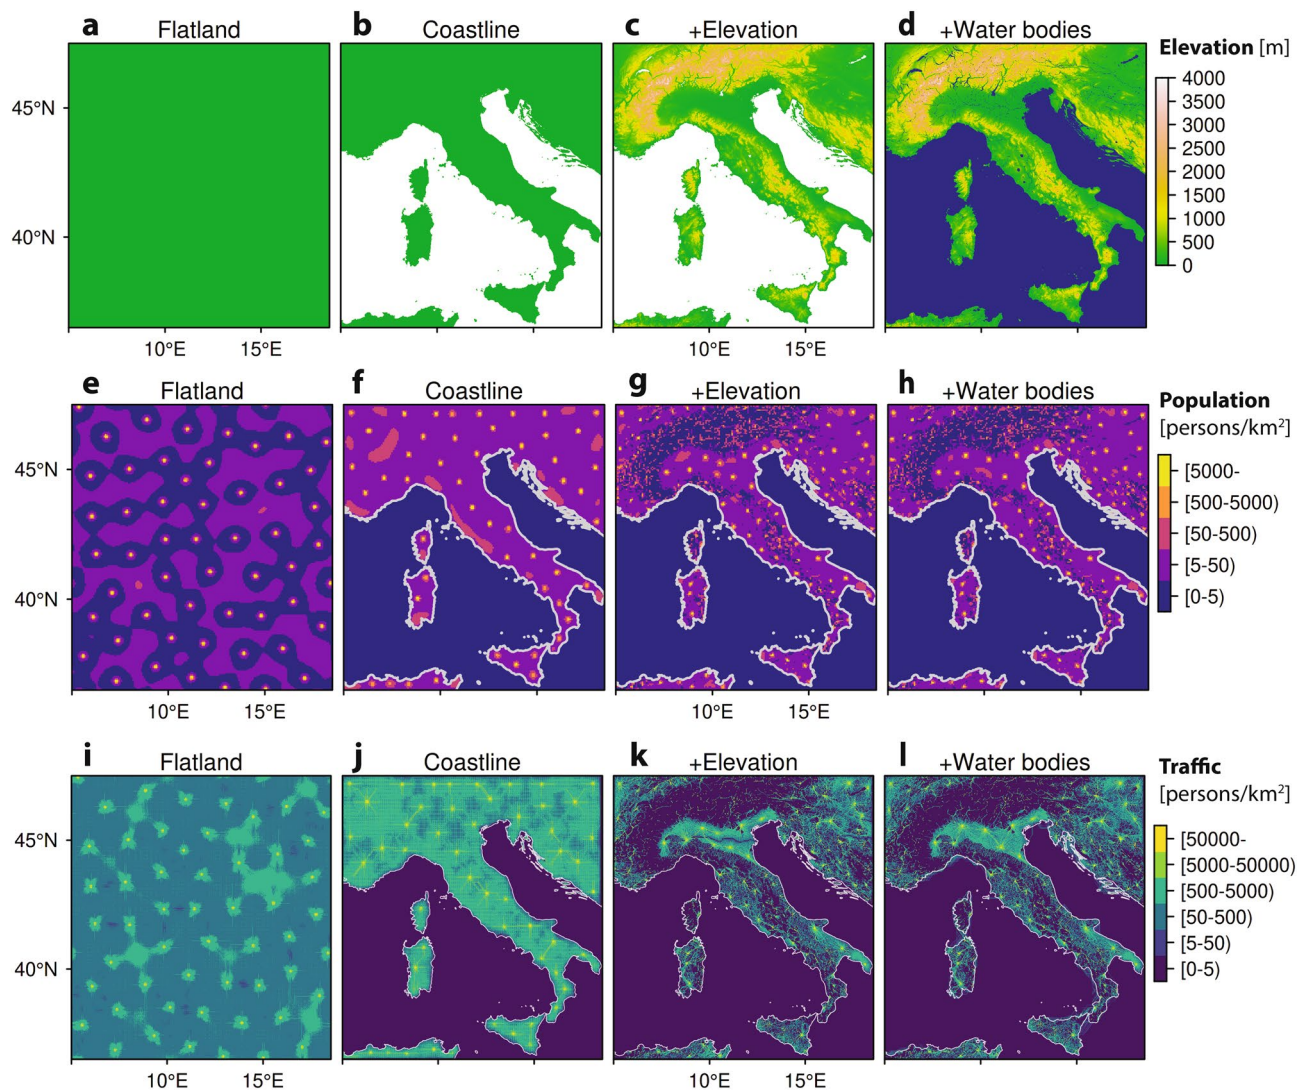 a Flatland b Coastline c +Elevation d +Water bodies
Elevation [m]
4000
3500
3000
2500
2000
1500
1000
500
0
45°N
40°N
10°E 15°E 10°E 15°E
e Flatland f Coastline g +Elevation h +Water bodies
Population
[persons/km²]
[5000-
[500-5000)
[50-500)
[5-50)
[0-5)
45°N
40°N
10°E 15°E 10°E 15°E
i Flatland j Coastline k +Elevation l +Water bodies
Traffic
[persons/km²]
[50000-
[5000-50000)
[500-5000)
[50-500)
[5-50)
[0-5)
45°N
40°N
10°E 15°E 10°E 15°E